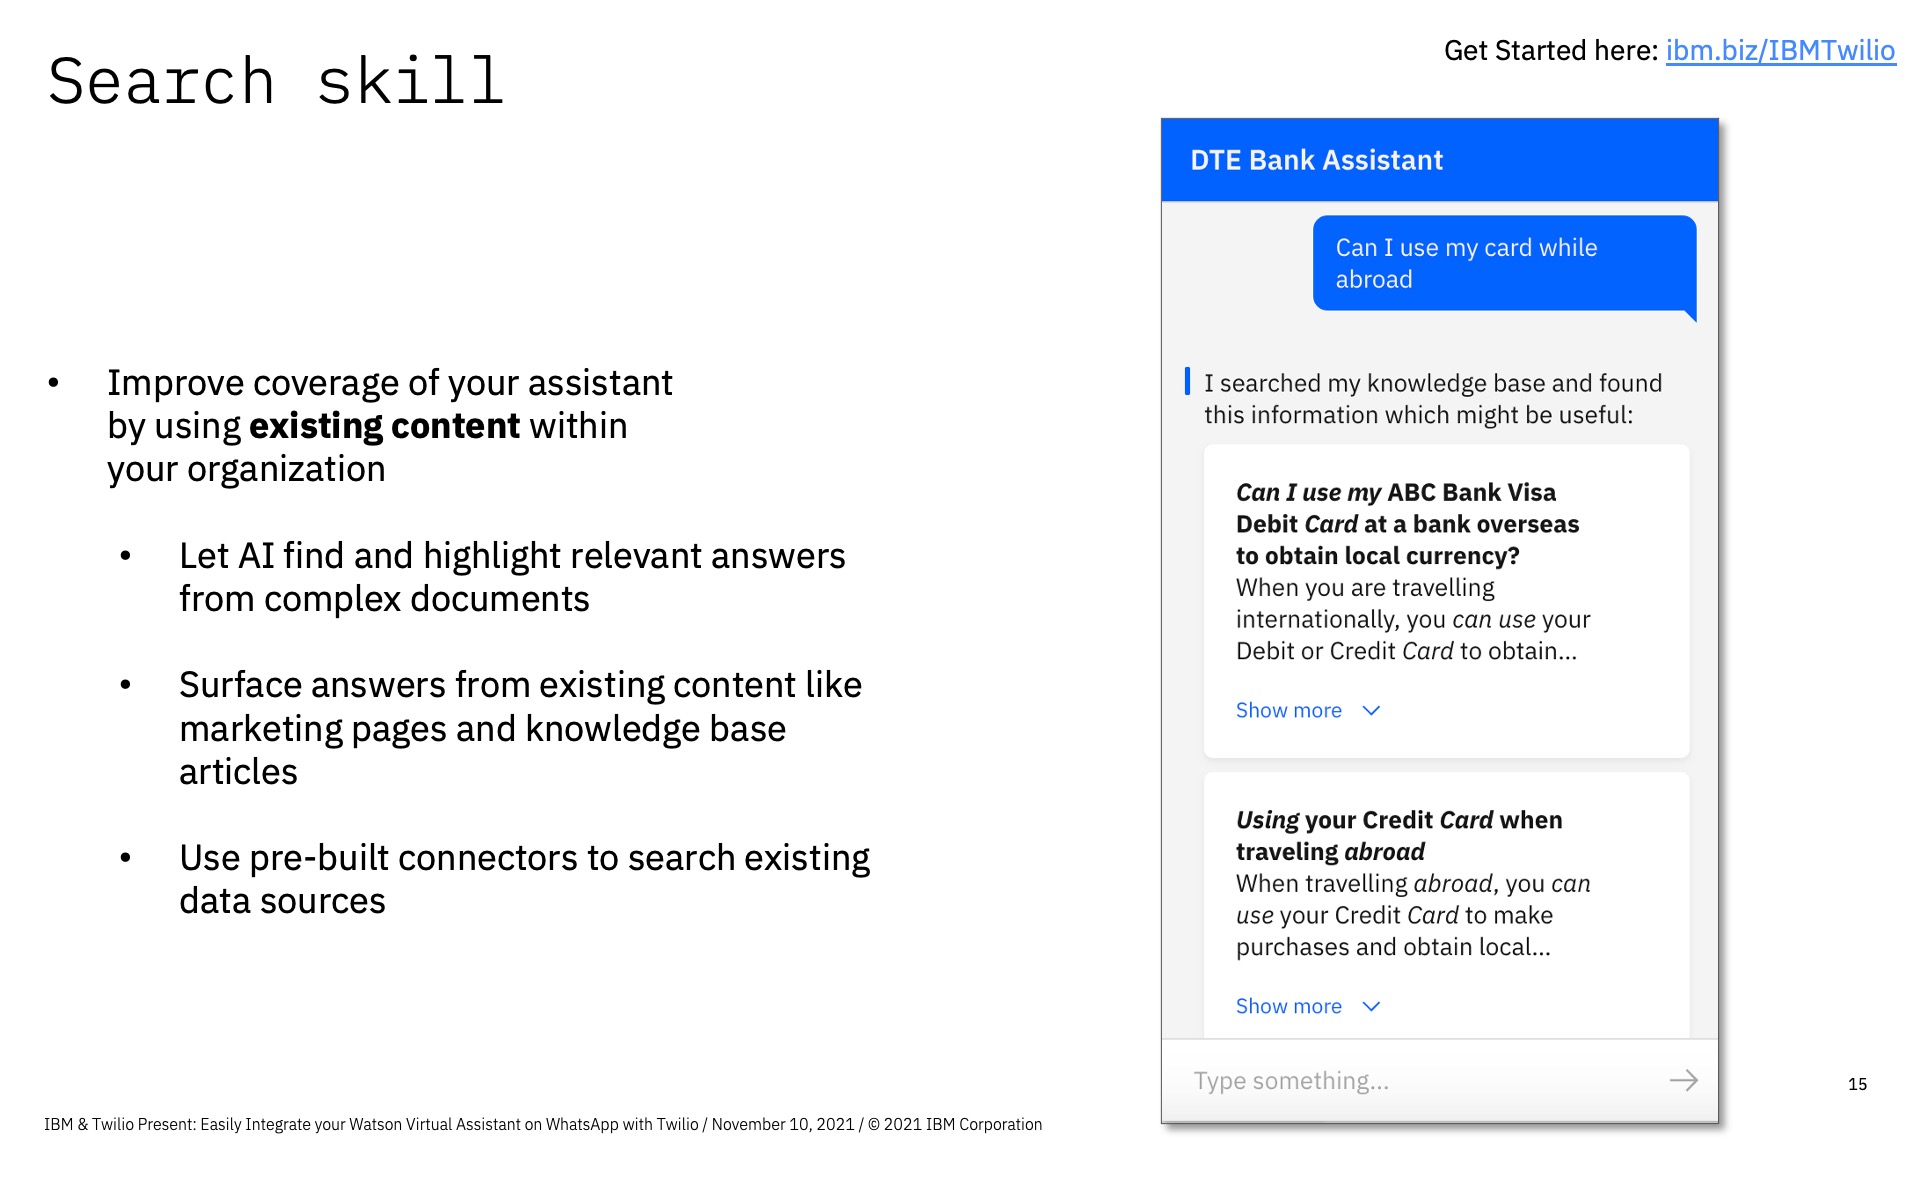 Search skill
Get Started here: ibm.biz/IBMTwilio
• Improve coverage of your assistant
by using existing content within
your organization
• Let AI find and highlight relevant answers
from complex documents
• Surface answers from existing content like
marketing pages and knowledge base
articles
• Use pre-built connectors to search existing
data sources
DTE Bank Assistant
Can I use my card while
abroad
I searched my knowledge base and found
this information which might be useful:
Can I use my ABC Bank Visa
Debit Card at a bank overseas
to obtain local currency?
When you are travelling
internationally, you can use your
Debit or Credit Card to obtain...
Show more
Using your Credit Card when
traveling abroad
When travelling abroad, you can
use your Credit Card to make
purchases and obtain local...
Show more
Type something...
15
IBM & Twilio Present: Easily Integrate your Watson Virtual Assistant on WhatsApp with Twilio / November 10, 2021 / © 2021 IBM Corporation